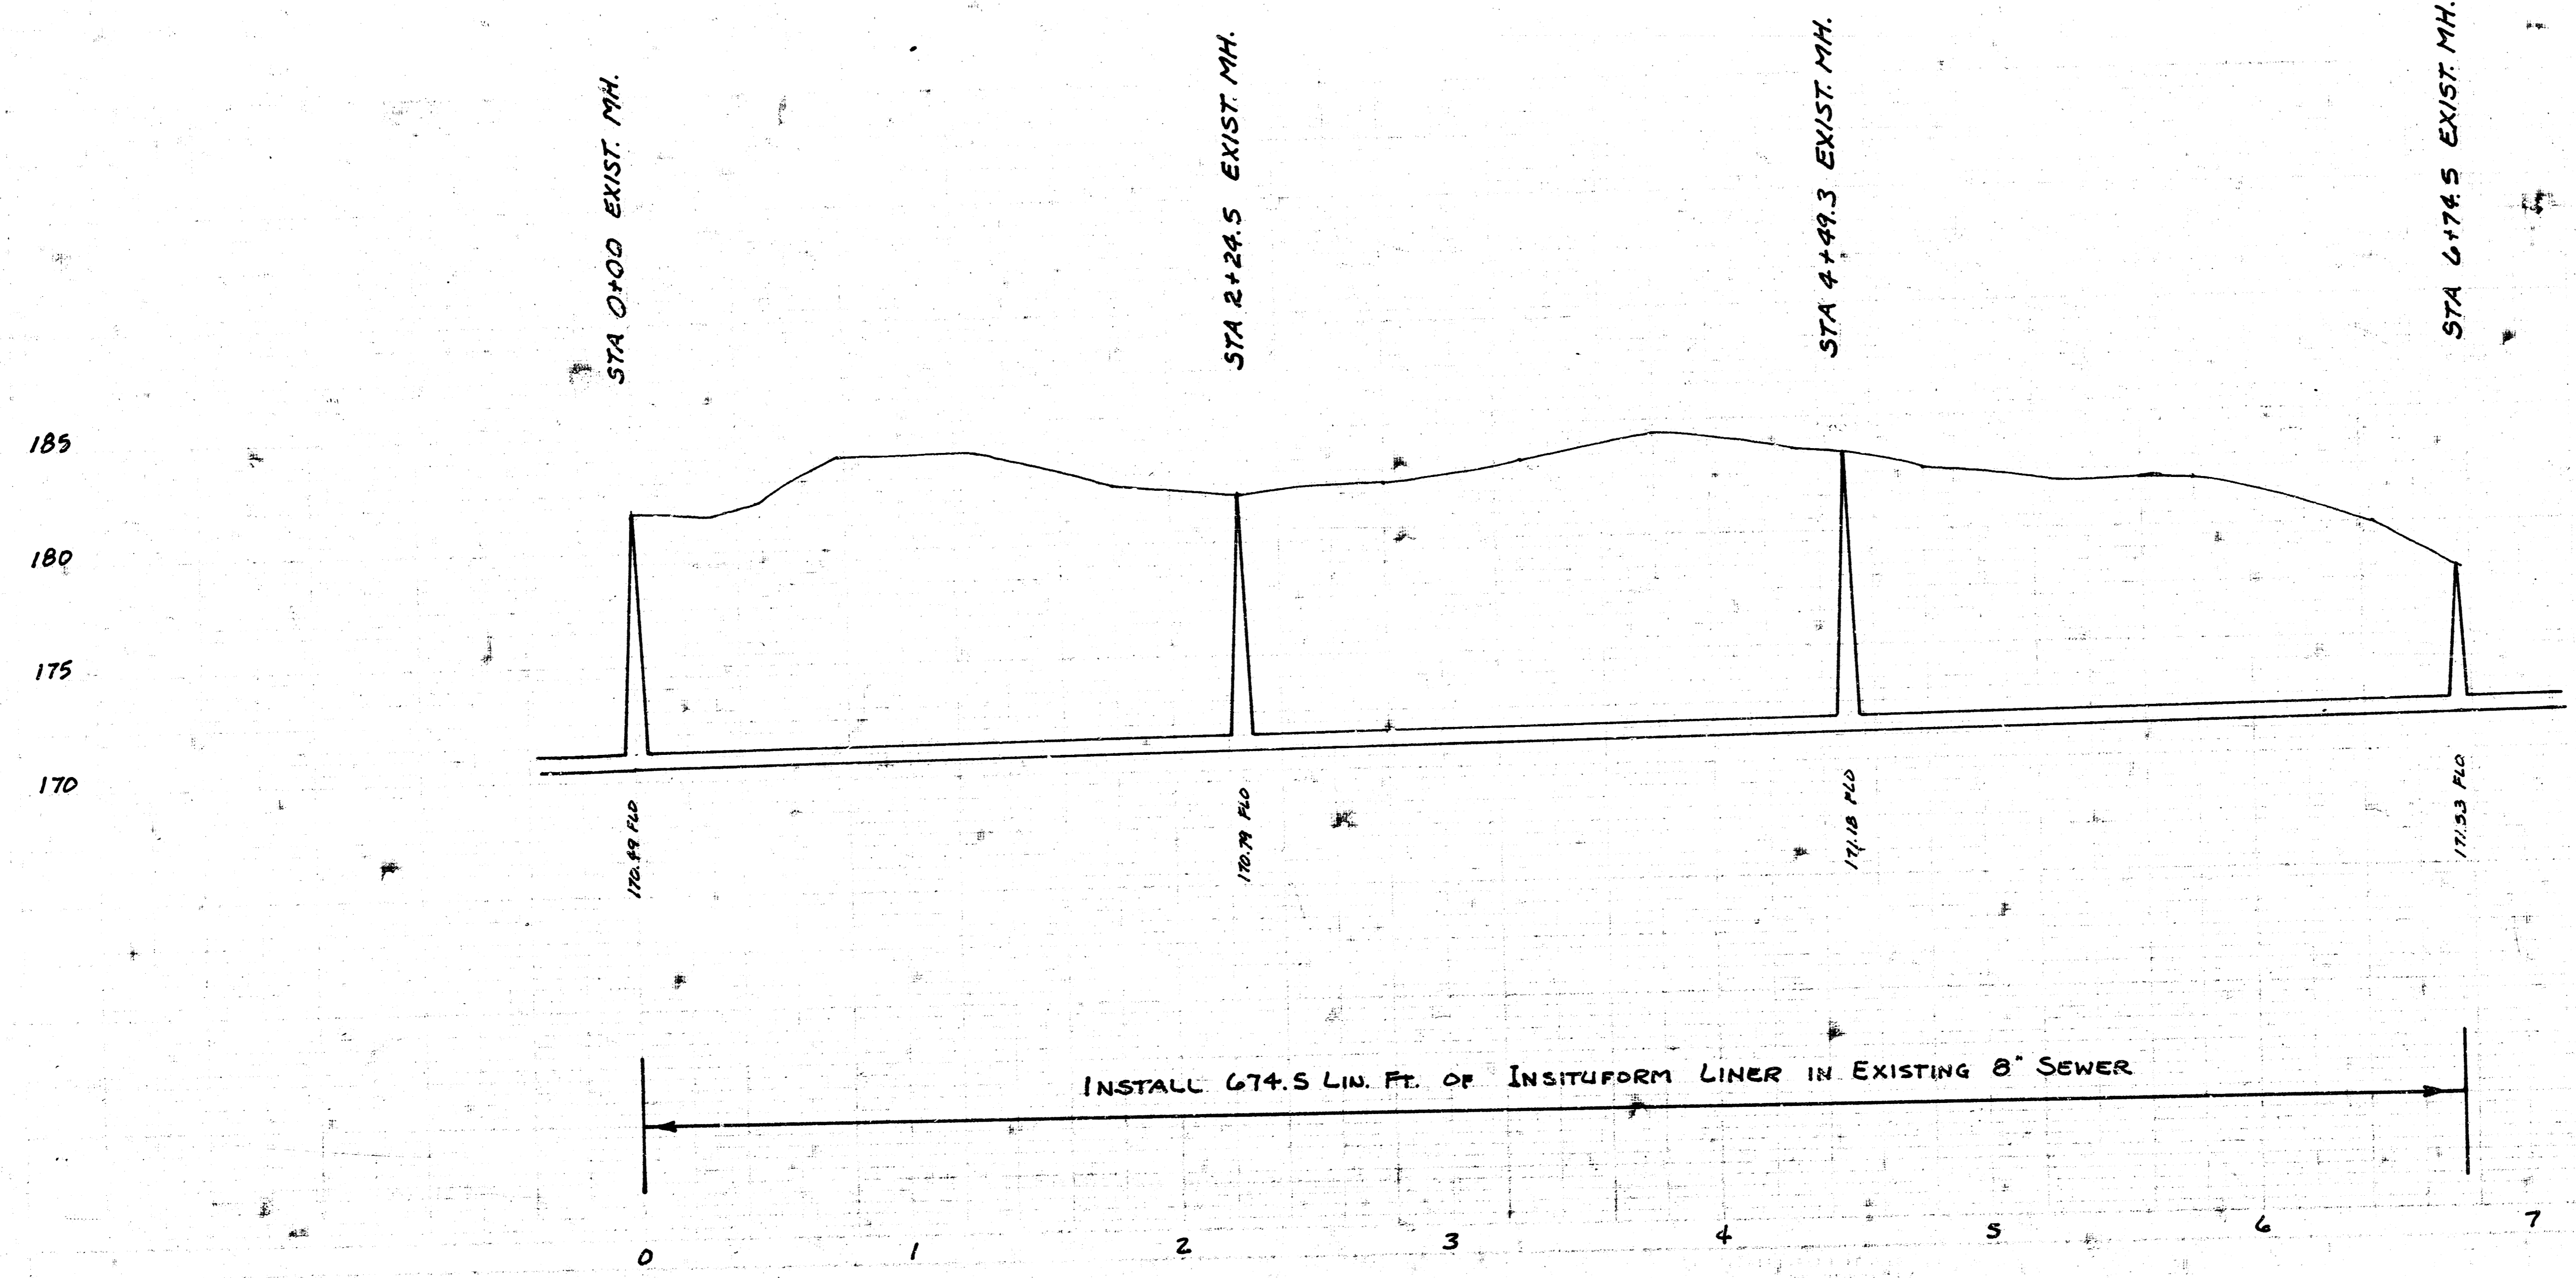 STA 0+00 EXIST. MH.
STA 2+24.5 EXIST. MH.
STA 4+49.3 EXIST. MH.
STA 6+74.5 EXIST. MH.
185
180
175
170
170.49 FLO
170.79 FLO
171.18 FLO
171.53 FLO
INSTALL 674.5 LIN. FT. OF INSITUFORM LINER IN EXISTING 8" SEWER
0 1 2 3 4 5 6 7